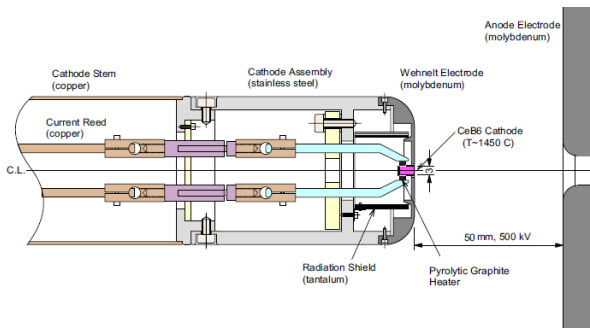 Anode Electrode
(molybdenum)
Cathode Stem
(copper)
Cathode Assembly
(stainless steel)
Wehnelt Electrode
(molybdenum)
Current Reed
(copper)
CeB6 Cathode
(T~1450 C)
C.L.
3
50 mm, 500 kV
Radiation Shield
(tantalum)
Pyrolytic Graphite
Heater